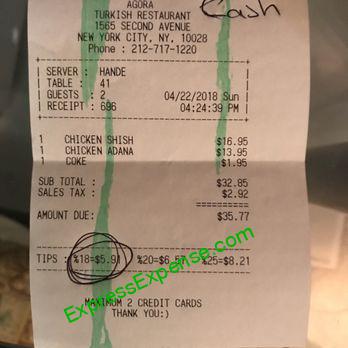 Cash
AGORA
TURKISH RESTAURANT
1565 SECOND AVENUE
NEW YORK CITY, NY, 10028
Phone : 212-717-1220
SERVER : HANDE
TABLE : 41
GUESTS : 2 04/22/2018 Sun
RECEIPT : 696 04:24:39 PM
1 CHICKEN SHISH $16.95
1 CHICKEN ADANA $13.95
1 COKE $1.95
SUB TOTAL : $32.85
SALES TAX : $2.92
==========
AMOUNT DUE: $35.77
TIPS : %18=$5.91 %20=$6.57 %25=$8.21
ExpressExpense.com
MAXIMUM 2 CREDIT CARDS
THANK YOU:)